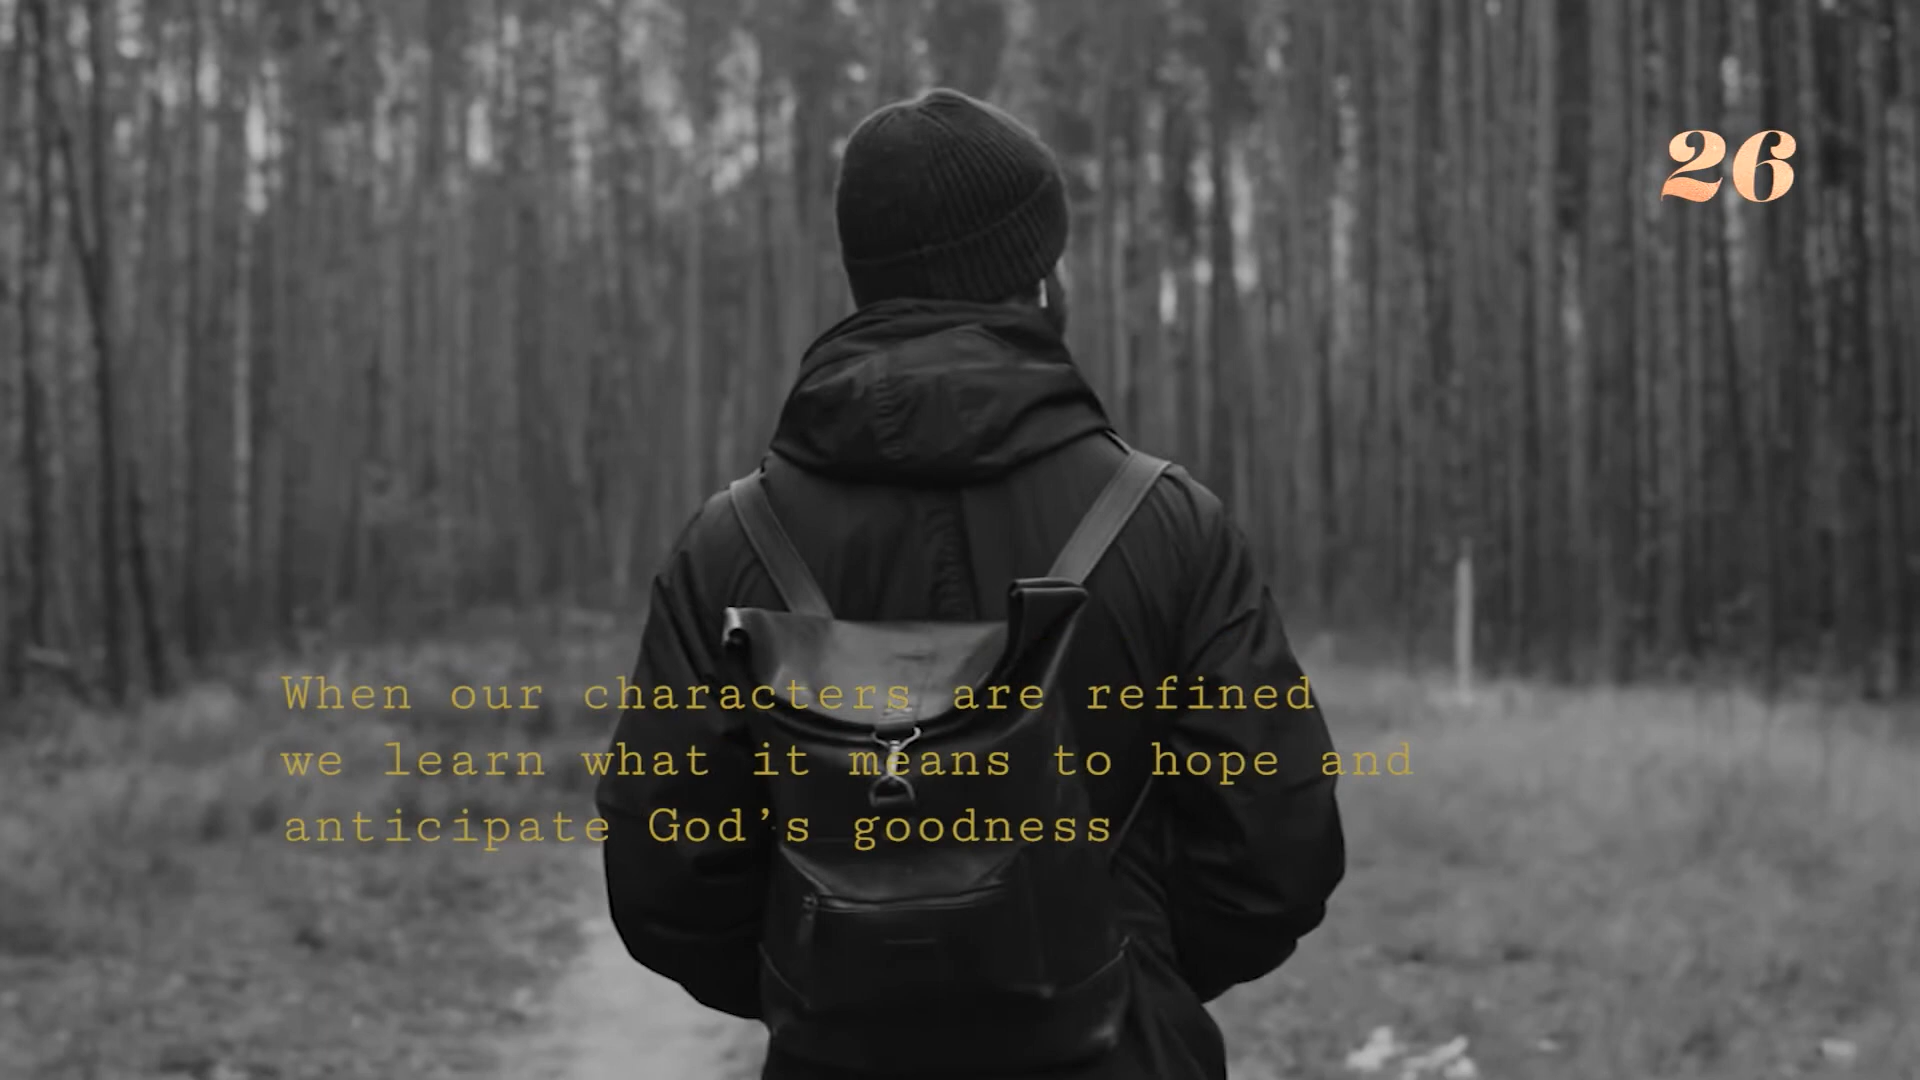 26
When our characters are refined
we learn what it means to hope and
anticipate God's goodness